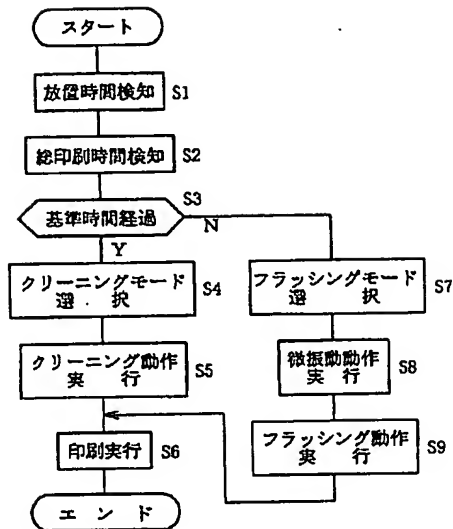 スタート
放置時間検知 S1
総印刷時間検知 S2
S3
基準時間経過
N
Y
クリーニングモード
選択 S4
クリーニング動作
実行 S5
印刷実行 S6
エンド
フラッシングモード
選択 S7
微振動動作
実行 S8
フラッシング動作
実行 S9